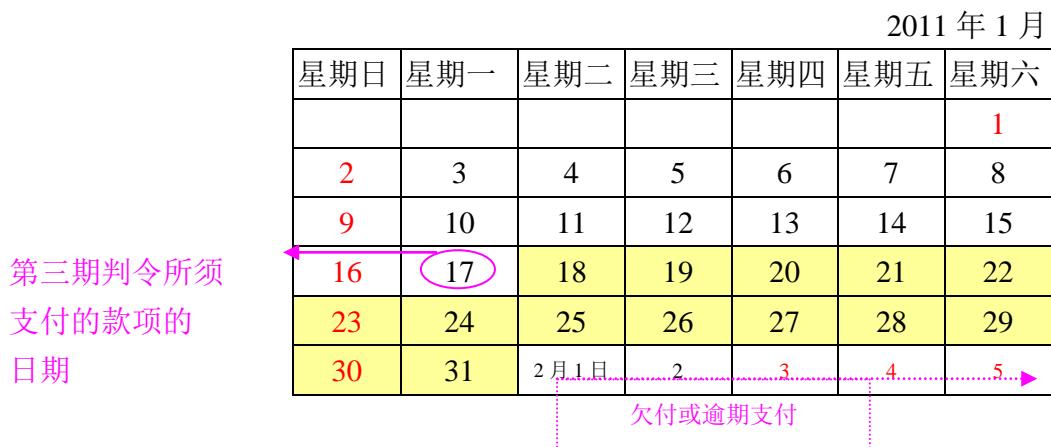 2011 年 1 月
星期日 星期一 星期二 星期三 星期四 星期五 星期六
1
2 3 4 5 6 7 8
9 10 11 12 13 14 15
第三期判令所须 16 17 18 19 20 21 22
支付的款项的 23 24 25 26 27 28 29
日期 30 31 2 月 1 日 2 3 4 5
欠付或逾期支付